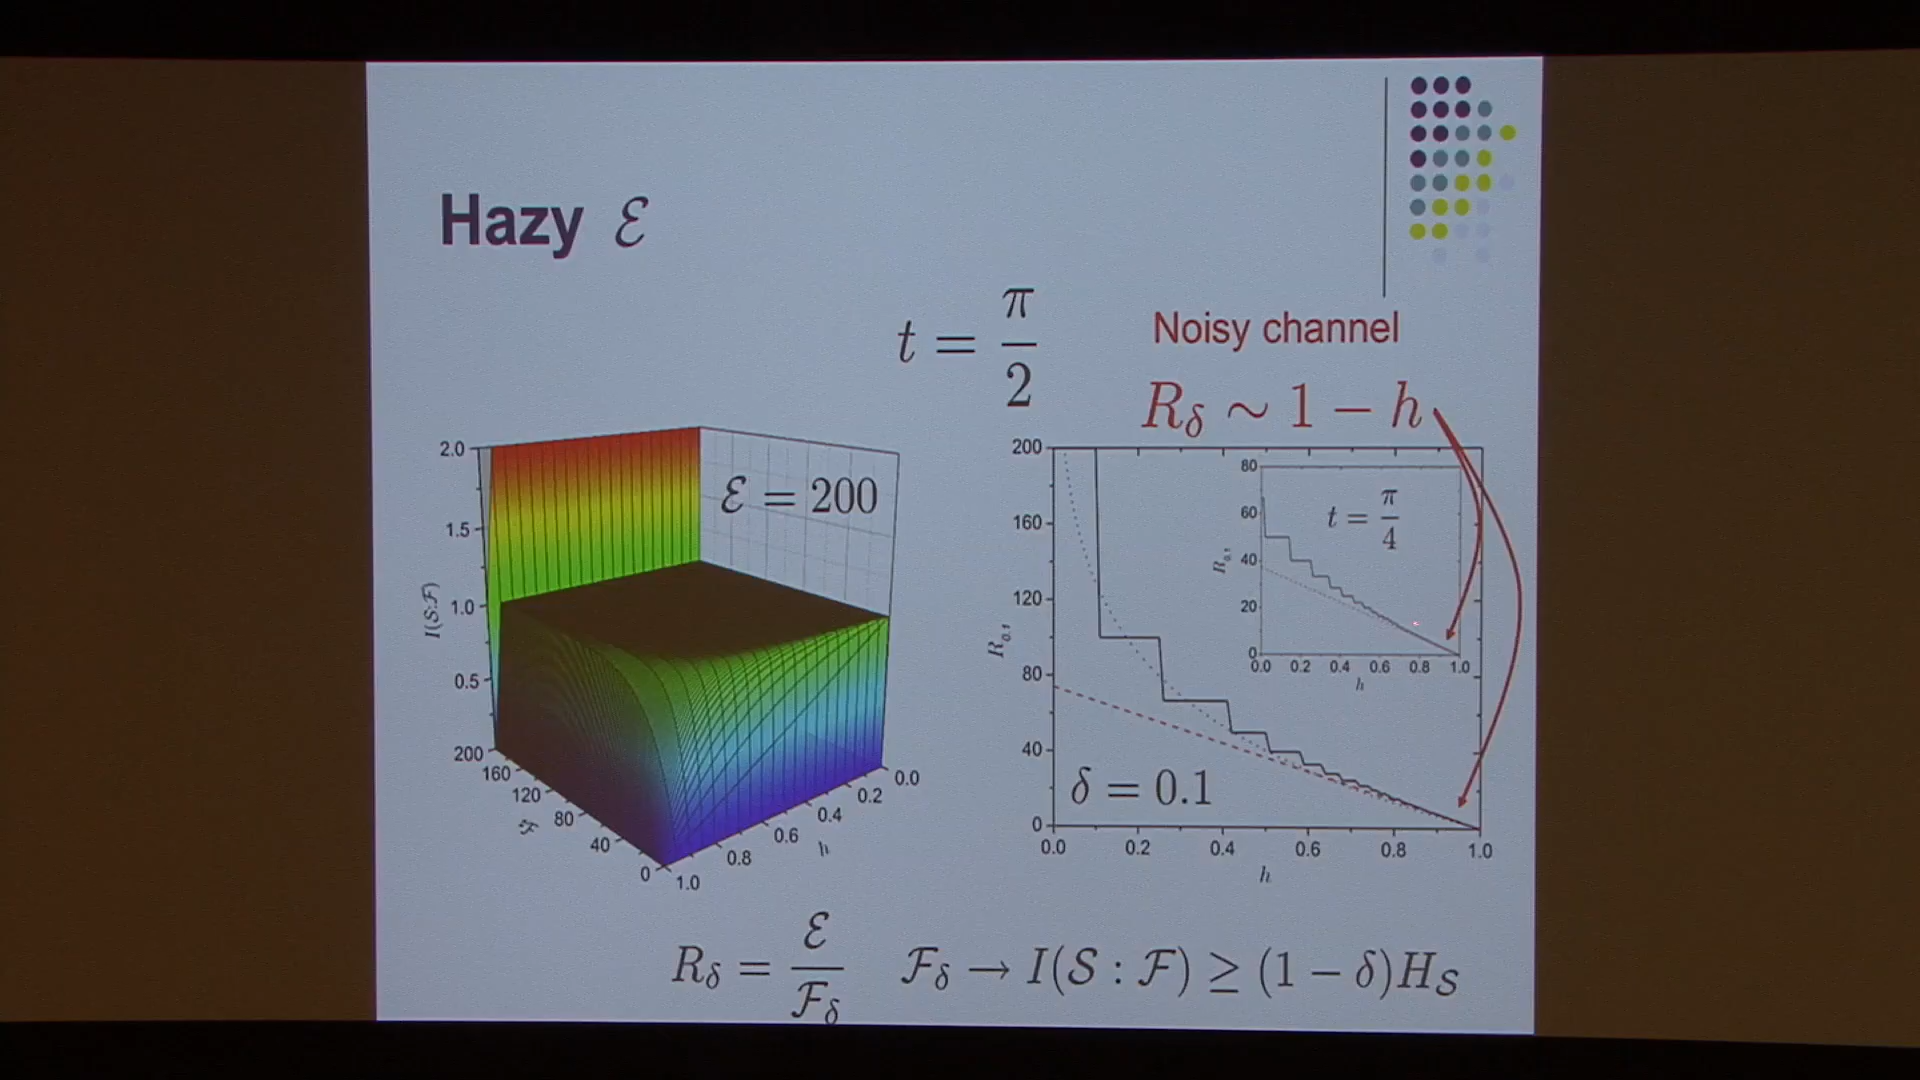 Hazy ℰ
t = π/2
Noisy channel
R_δ ∼ 1 − h
ℰ = 200
2.0
1.5
1.0
0.5
I(S:F)
200
160
120
80
40
0
F
1.0
0.8
0.6
0.4
0.2
0.0
h
200
160
120
80
40
0
R_0.1
0.0 0.2 0.4 0.6 0.8 1.0
h
δ = 0.1
80
60
40
20
0
R_0.1
t = π/4
0.0 0.2 0.4 0.6 0.8 1.0
h
R_δ = ℰ/F_δ F_δ → I(S : F) ≥ (1 − δ)H_S